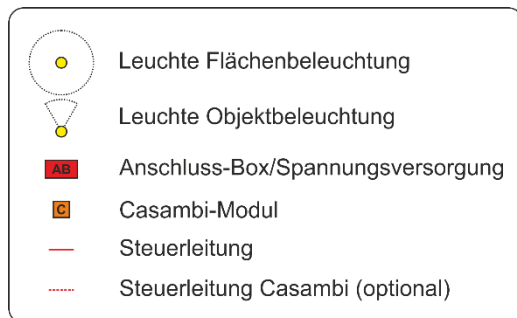 Leuchte Flächenbeleuchtung
Leuchte Objektbeleuchtung
AB Anschluss-Box/Spannungsversorgung
C Casambi-Modul
Steuerleitung
Steuerleitung Casambi (optional)